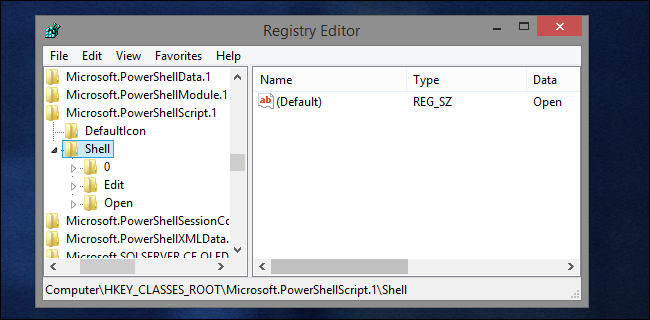 Registry Editor
File Edit View Favorites Help
Microsoft.PowerShellData.1
Microsoft.PowerShellModule.1
Microsoft.PowerShellScript.1
DefaultIcon
Shell
0
Edit
Open
Microsoft.PowerShellSessionCo
Microsoft.PowerShellXMLData.
Microsoft SQLSERVER CE OLED
Name Type Data
ab (Default) REG_SZ Open
Computer\HKEY_CLASSES_ROOT\Microsoft.PowerShellScript.1\Shell